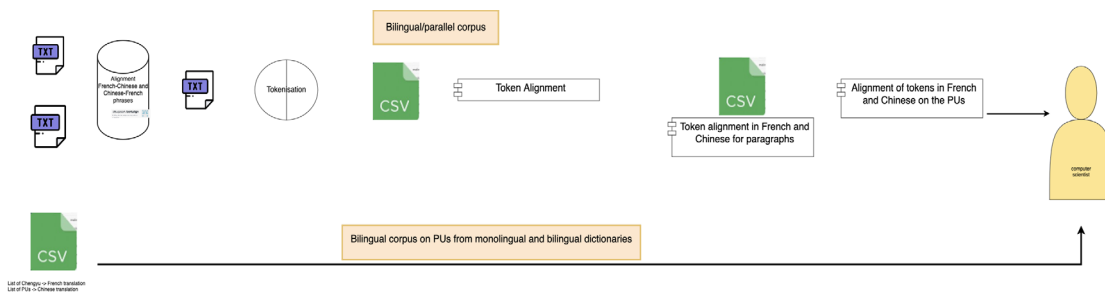 Bilingual/parallel corpus
TXT
TXT
Alignment
French-Chinese and
Chinese-French
phrases
TXT
Tokenisation
CSV
Token Alignment
CSV
Token alignment in French and
Chinese for paragraphs
Alignment of tokens in French
and Chinese on the PUs
computer
scientist
CSV
Bilingual corpus on PUs from monolingual and bilingual dictionaries
List of Chengyu -> French translation
List of PUs -> Chinese translation